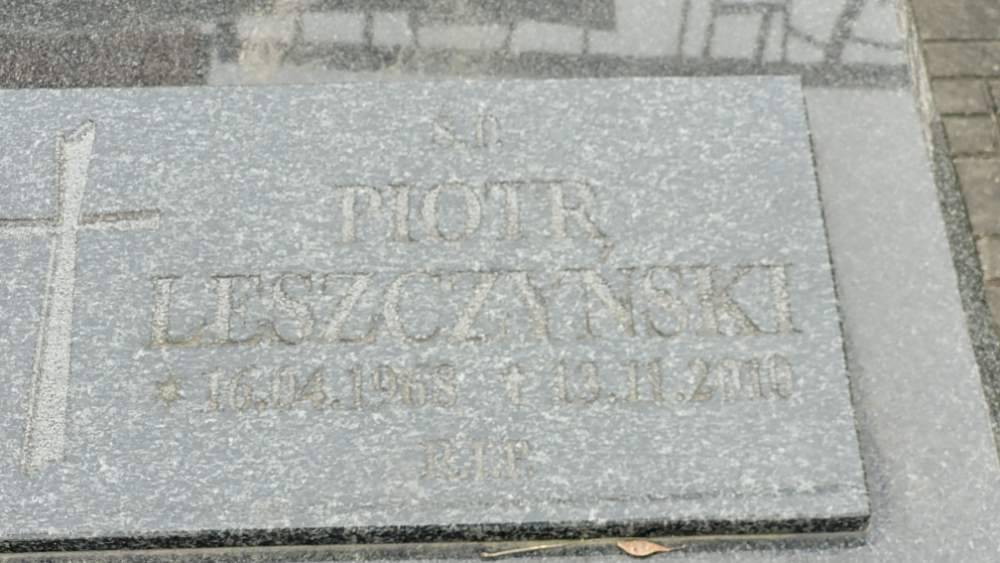 Ś.P.
PIOTR
LESZCZYŃSKI
* 16.04.1968 † 13.11.2010
R.I.P.